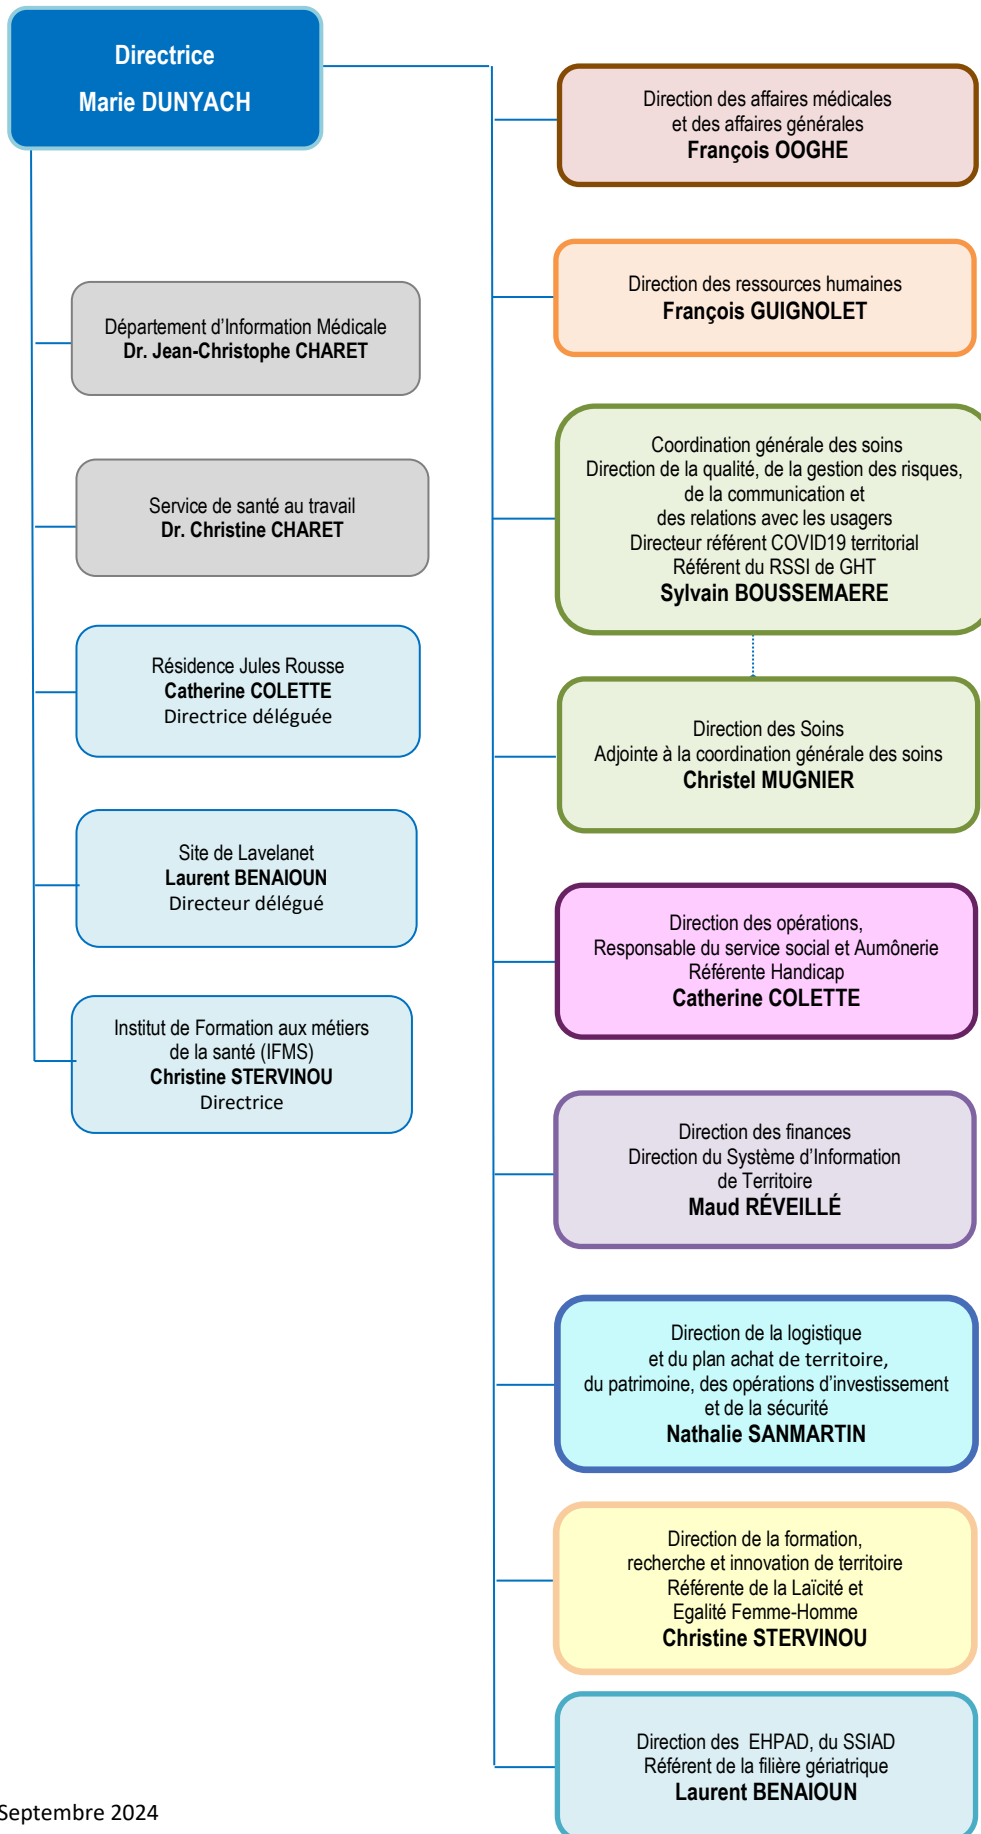 Directrice
Marie DUNYACH
Département d’Information Médicale
Dr. Jean-Christophe CHARET
Service de santé au travail
Dr. Christine CHARET
Résidence Jules Rousse
Catherine COLETTE
Directrice déléguée
Site de Lavelanet
Laurent BENAIOUN
Directeur délégué
Institut de Formation aux métiers
de la santé (IFMS)
Christine STERVINOU
Directrice
Direction des affaires médicales
et des affaires générales
François OOGHE
Direction des ressources humaines
François GUIGNOLET
Coordination générale des soins
Direction de la qualité, de la gestion des risques,
de la communication et
des relations avec les usagers
Directeur référent COVID19 territorial
Référent du RSSI de GHT
Sylvain BOUSSEMAERE
Direction des Soins
Adjointe à la coordination générale des soins
Christel MUGNIER
Direction des opérations,
Responsable du service social et Aumônerie
Référente Handicap
Catherine COLETTE
Direction des finances
Direction du Système d’Information
de Territoire
Maud RÉVEILLÉ
Direction de la logistique
et du plan achat de territoire,
du patrimoine, des opérations d’investissement
et de la sécurité
Nathalie SANMARTIN
Direction de la formation,
recherche et innovation de territoire
Référente de la Laïcité et
Egalité Femme-Homme
Christine STERVINOU
Direction des EHPAD, du SSIAD
Référent de la filière gériatrique
Laurent BENAIOUN
Septembre 2024